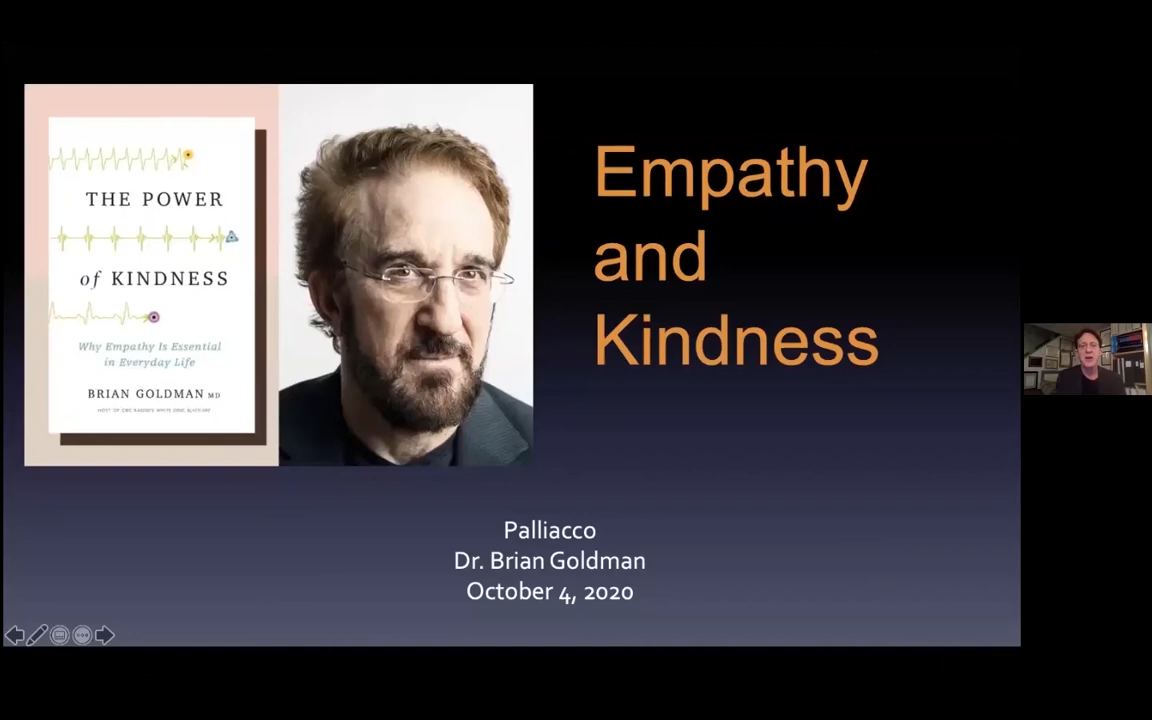 THE POWER
of KINDNESS
Why Empathy Is Essential
in Everyday Life
BRIAN GOLDMAN MD
Empathy
and
Kindness
Palliacco
Dr. Brian Goldman
October 4, 2020